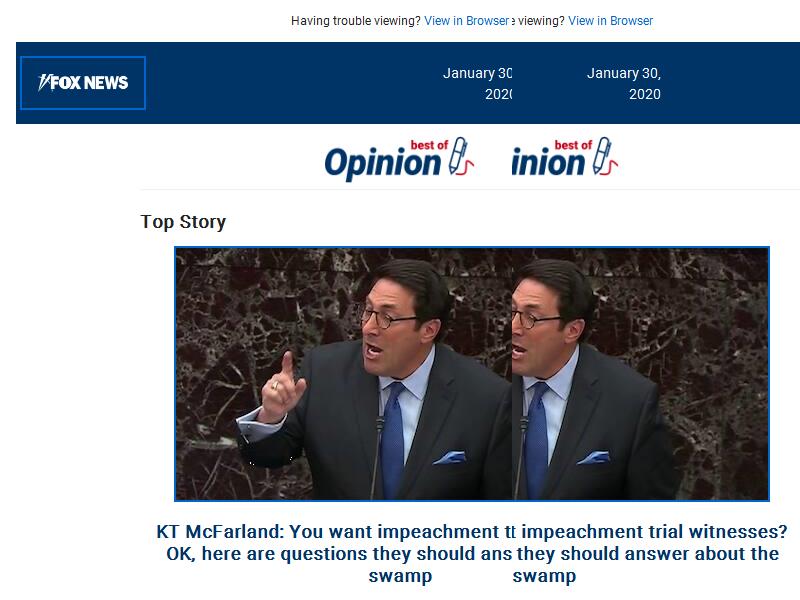 Having trouble viewing? View in Browser e viewing? View in Browser
FOX NEWS
January 30 January 30,
2020 2020
best of best of
Opinion inion
Top Story
KT McFarland: You want impeachment tt impeachment trial witnesses?
OK, here are questions they should ans they should answer about the
swamp swamp